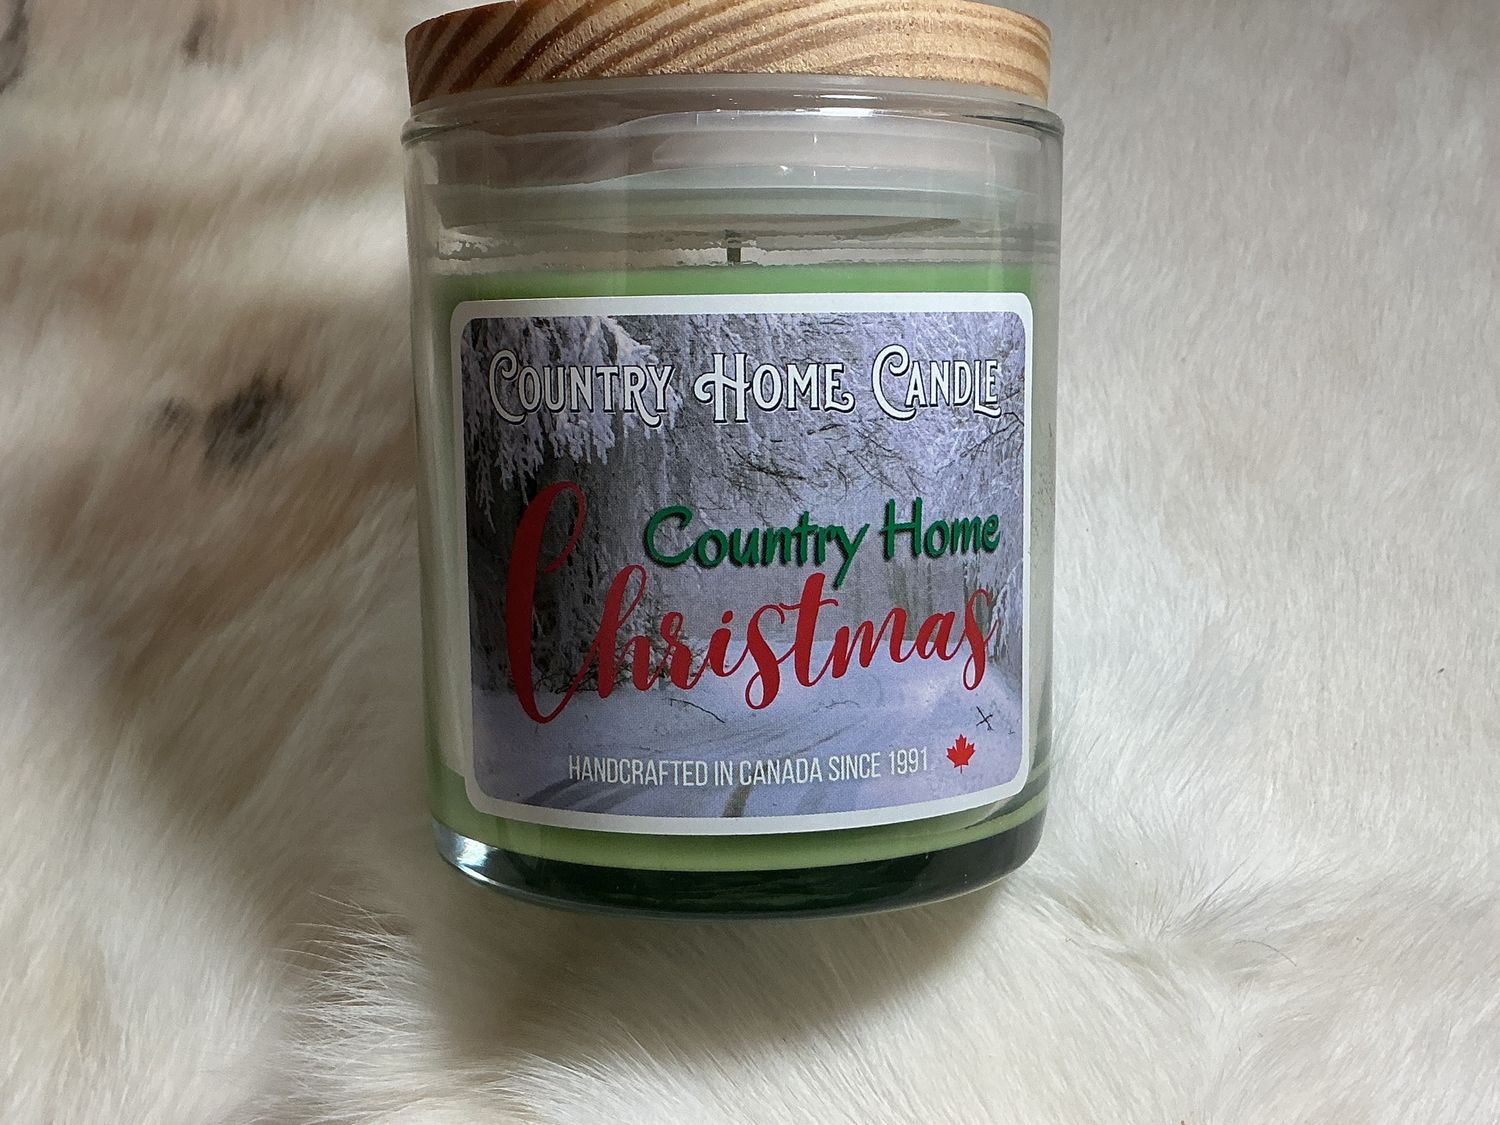 COUNTRY HOME CANDLE
Country Home
Christmas
HANDCRAFTED IN CANADA SINCE 1991